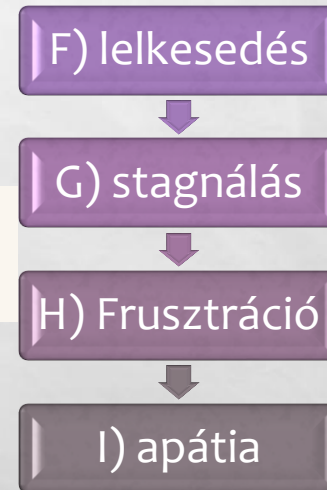 F) lelkesedés
G) stagnálás
H) Frusztráció
I) apátia